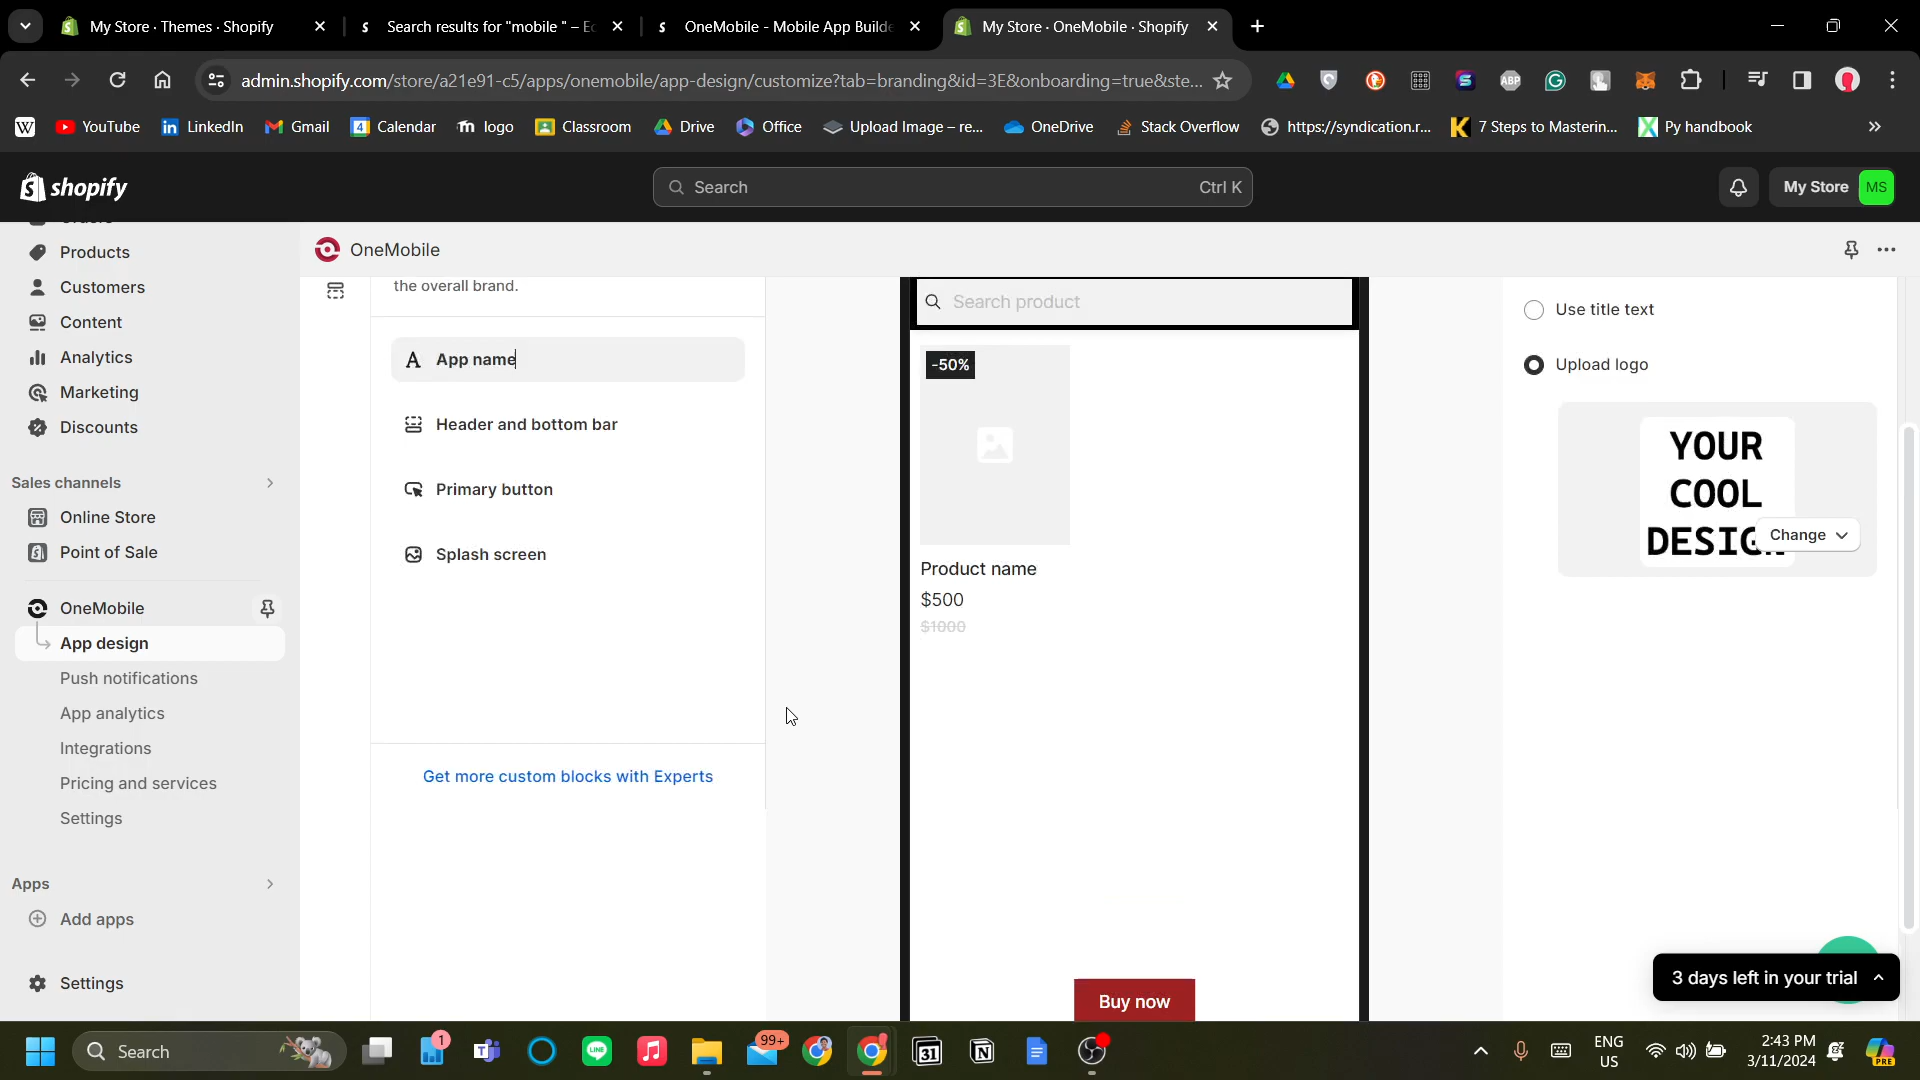 My Store · Themes · Shopify
Search results for "mobile " – Ec
OneMobile - Mobile App Builde
My Store · OneMobile · Shopify
admin.shopify.com/store/a21e91-c5/apps/onemobile/app-design/customize?tab=branding&id=3E&onboarding=true&ste...
YouTube
LinkedIn
Gmail
Calendar
logo
Classroom
Drive
Office
Upload Image – re...
OneDrive
Stack Overflow
https://syndication.r...
7 Steps to Masterin...
Py handbook
shopify
Search
Ctrl K
My Store
MS
Products
Customers
Content
Analytics
Marketing
Discounts
Sales channels
Online Store
Point of Sale
OneMobile
App design
Push notifications
App analytics
Integrations
Pricing and services
Settings
Apps
Add apps
Settings
OneMobile
the overall brand.
App name
Header and bottom bar
Primary button
Splash screen
Get more custom blocks with Experts
Search product
-50%
Product name
$500
$1000
Buy now
Use title text
Upload logo
YOUR
COOL
DESIGN
Change
3 days left in your trial
Search
1
99+
31
ENG
US
2:43 PM
3/11/2024
PRE